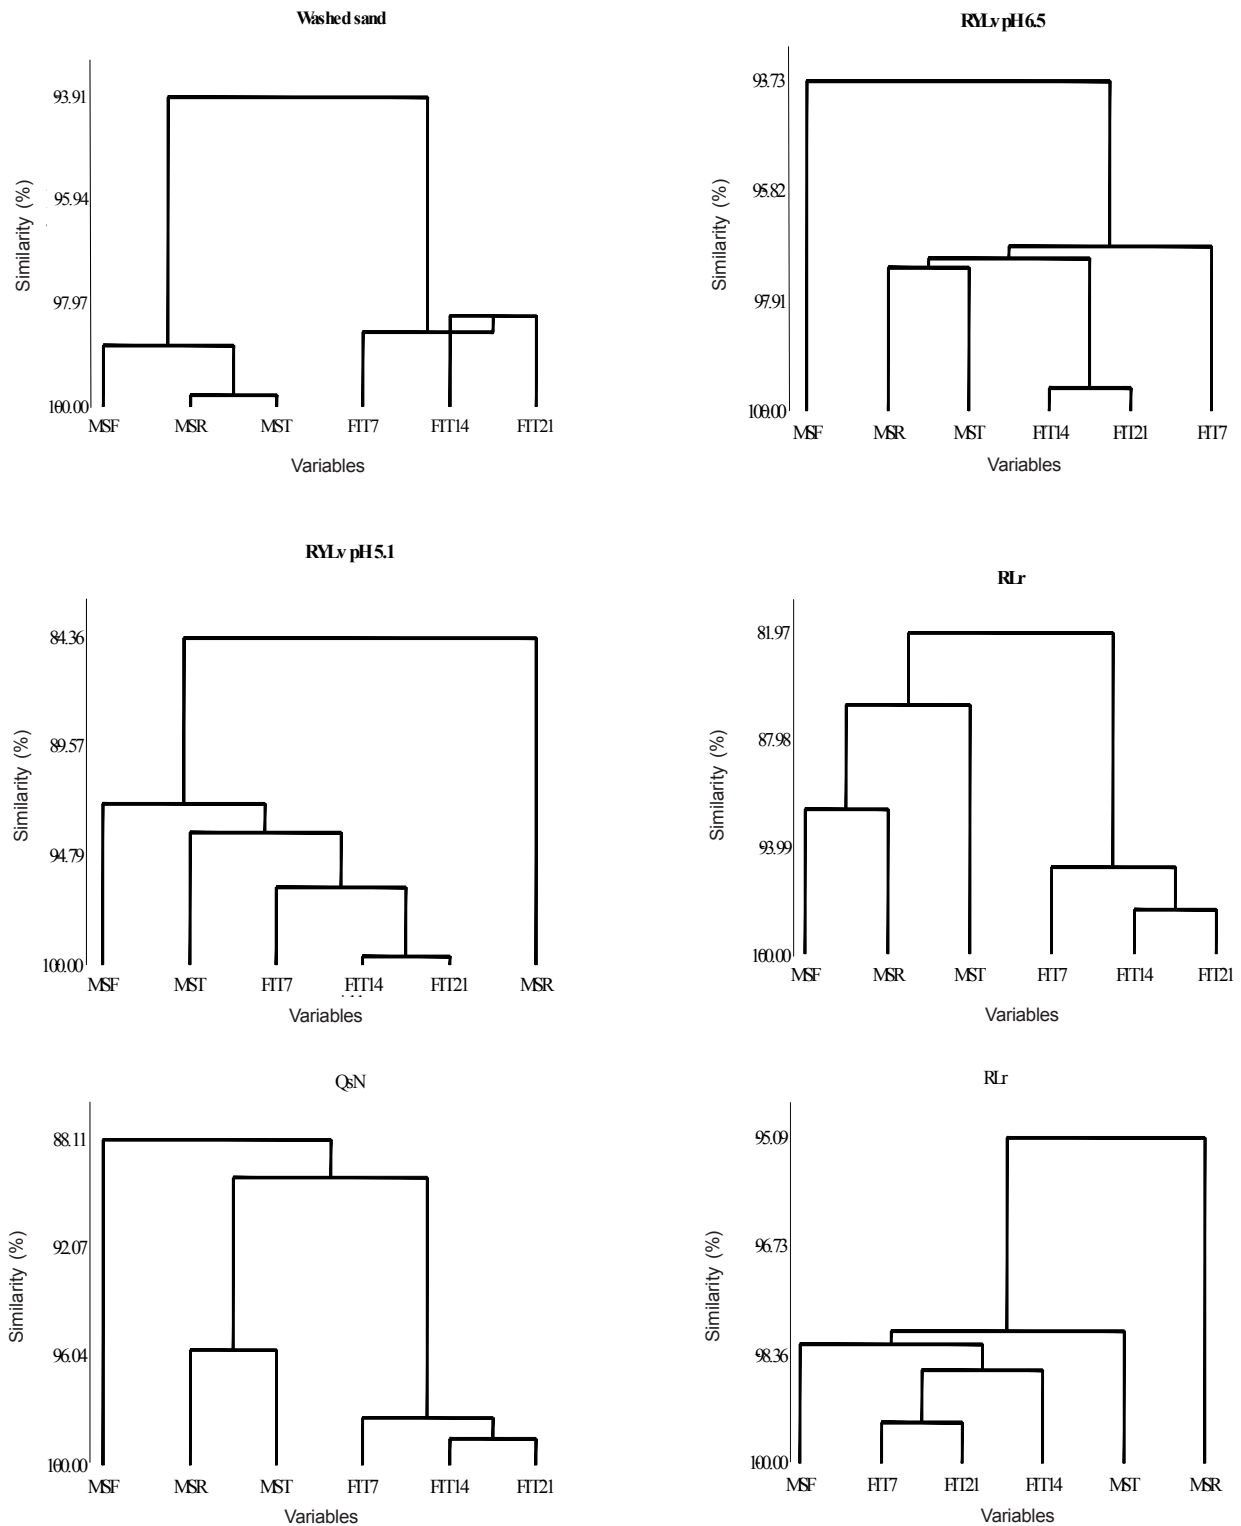 Washed sand
93.91
95.94
97.97
100.00
Similarity (%)
MSF MSR MST FIT7 FIT14 FIT21
Variables
RYLv pH 6.5
93.73
95.82
97.91
100.00
Similarity (%)
MSF MSR MST FIT14 FIT21 FIT7
Variables
RYLv pH 5.1
84.36
89.57
94.79
100.00
Similarity (%)
MSF MST FIT7 FIT14 FIT21 MSR
Variables
RLr
81.97
87.98
93.99
100.00
Similarity (%)
MSF MSR MST FIT7 FIT14 FIT21
Variables
QsN
88.11
92.07
96.04
100.00
Similarity (%)
MSF MSR MST FIT7 FIT14 FIT21
Variables
RLr
95.09
96.73
98.36
100.00
Similarity (%)
MSF FIT7 FIT21 FIT14 MST MSR
Variables